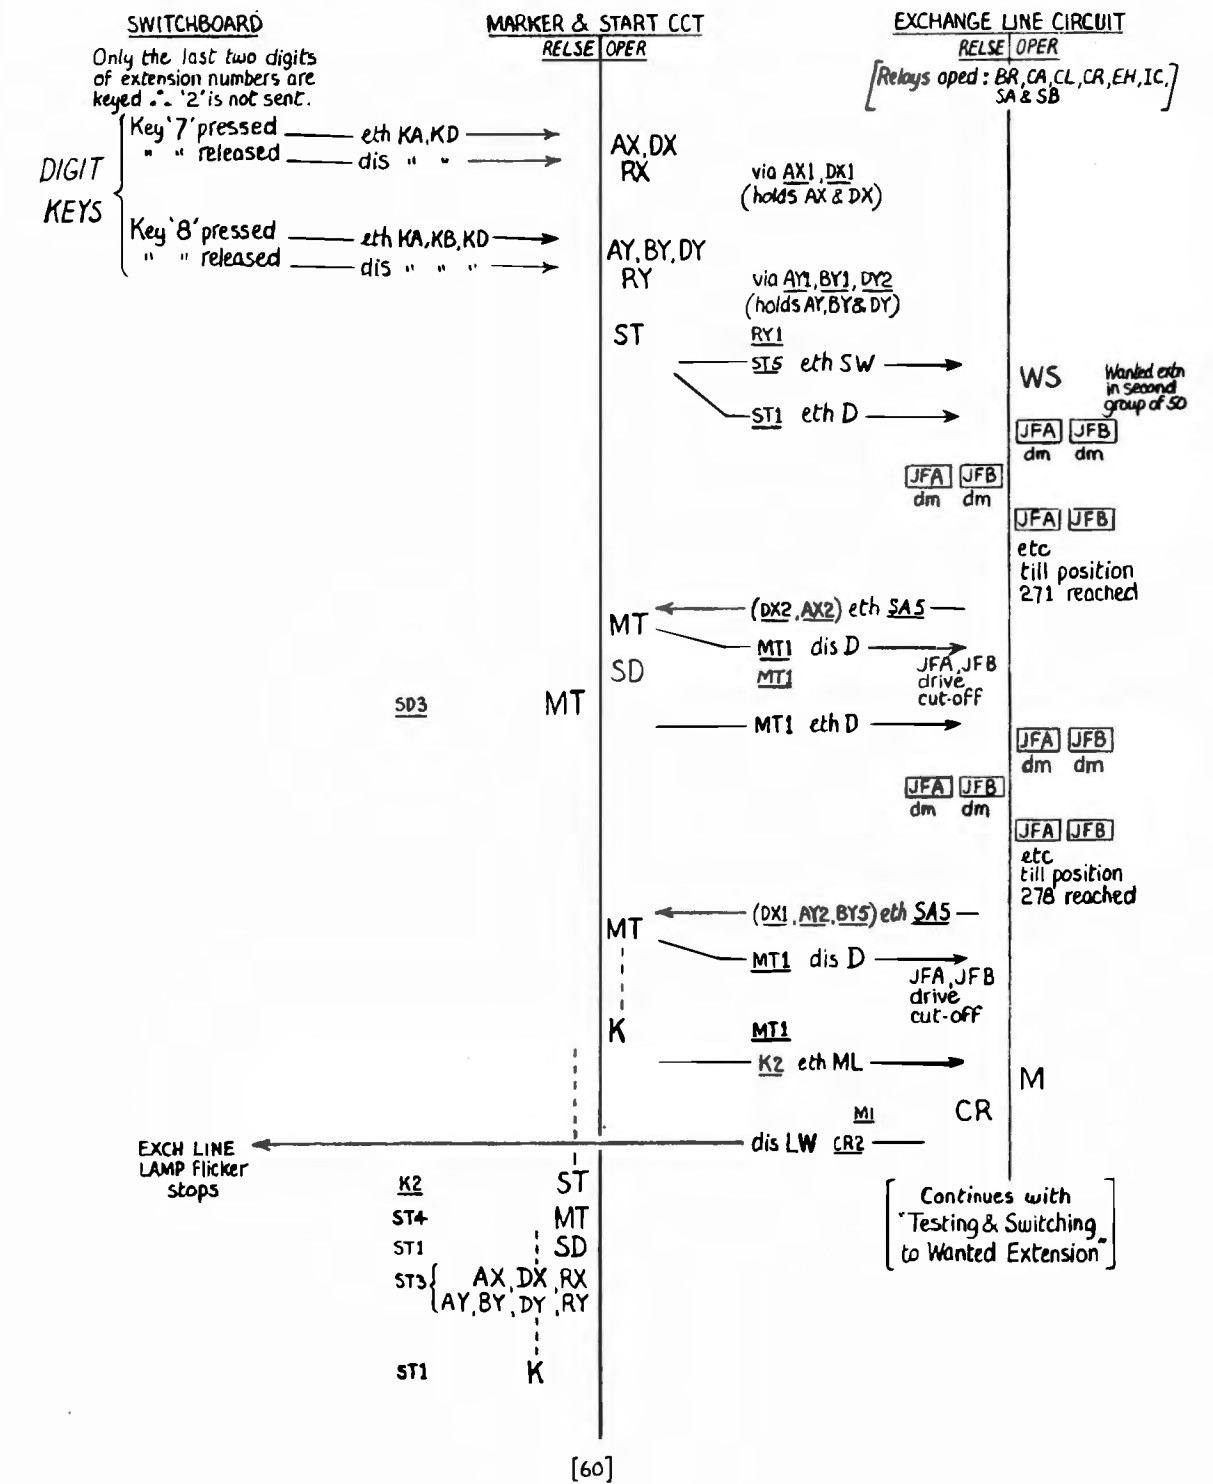 SWITCHBOARD
MARKER & START CCT
EXCHANGE LINE CIRCUIT
RELSE OPER
RELSE OPER
Only the last two digits
of extension numbers are
keyed ∴ '2' is not sent.
[Relays oped: BR, CA, CL, CR, EH, IC,
SA & SB]
DIGIT
KEYS
Key '7' pressed eth KA, KD
AX, DX
" " released dis " "
RX
via AX1, DX1
(holds AX & DX)
Key '8' pressed eth KA, KB, KD
AY, BY, DY
" " released dis " " "
RY
via AY1, BY1, DY2
(holds AY, BY & DY)
ST
RY1
ST5 eth SW
WS
Wanted extn
in second
group of 50
ST1 eth D
JFA JFB
dm dm
JFA JFB
dm dm
JFA JFB
etc
till position
271 reached
(DX2, AX2) eth SA5
MT
MT1 dis D
SD
MT1
JFA, JFB
drive
cut-off
SD3
MT
MT1 eth D
JFA JFB
dm dm
JFA JFB
dm dm
JFA JFB
etc
till position
278 reached
(DX1, AY2, BY5) eth SA5
MT
MT1 dis D
JFA, JFB
drive
cut-off
K
MT1
K2 eth ML
M
M1
CR
dis LW CR2
EXCH LINE
LAMP flicker
stops
K2 ST
ST4 MT
ST1 SD
ST3 { AX, DX, RX
AY, BY, DY, RY
ST1 K
[Continues with
"Testing & Switching
to Wanted Extension"]
[60]